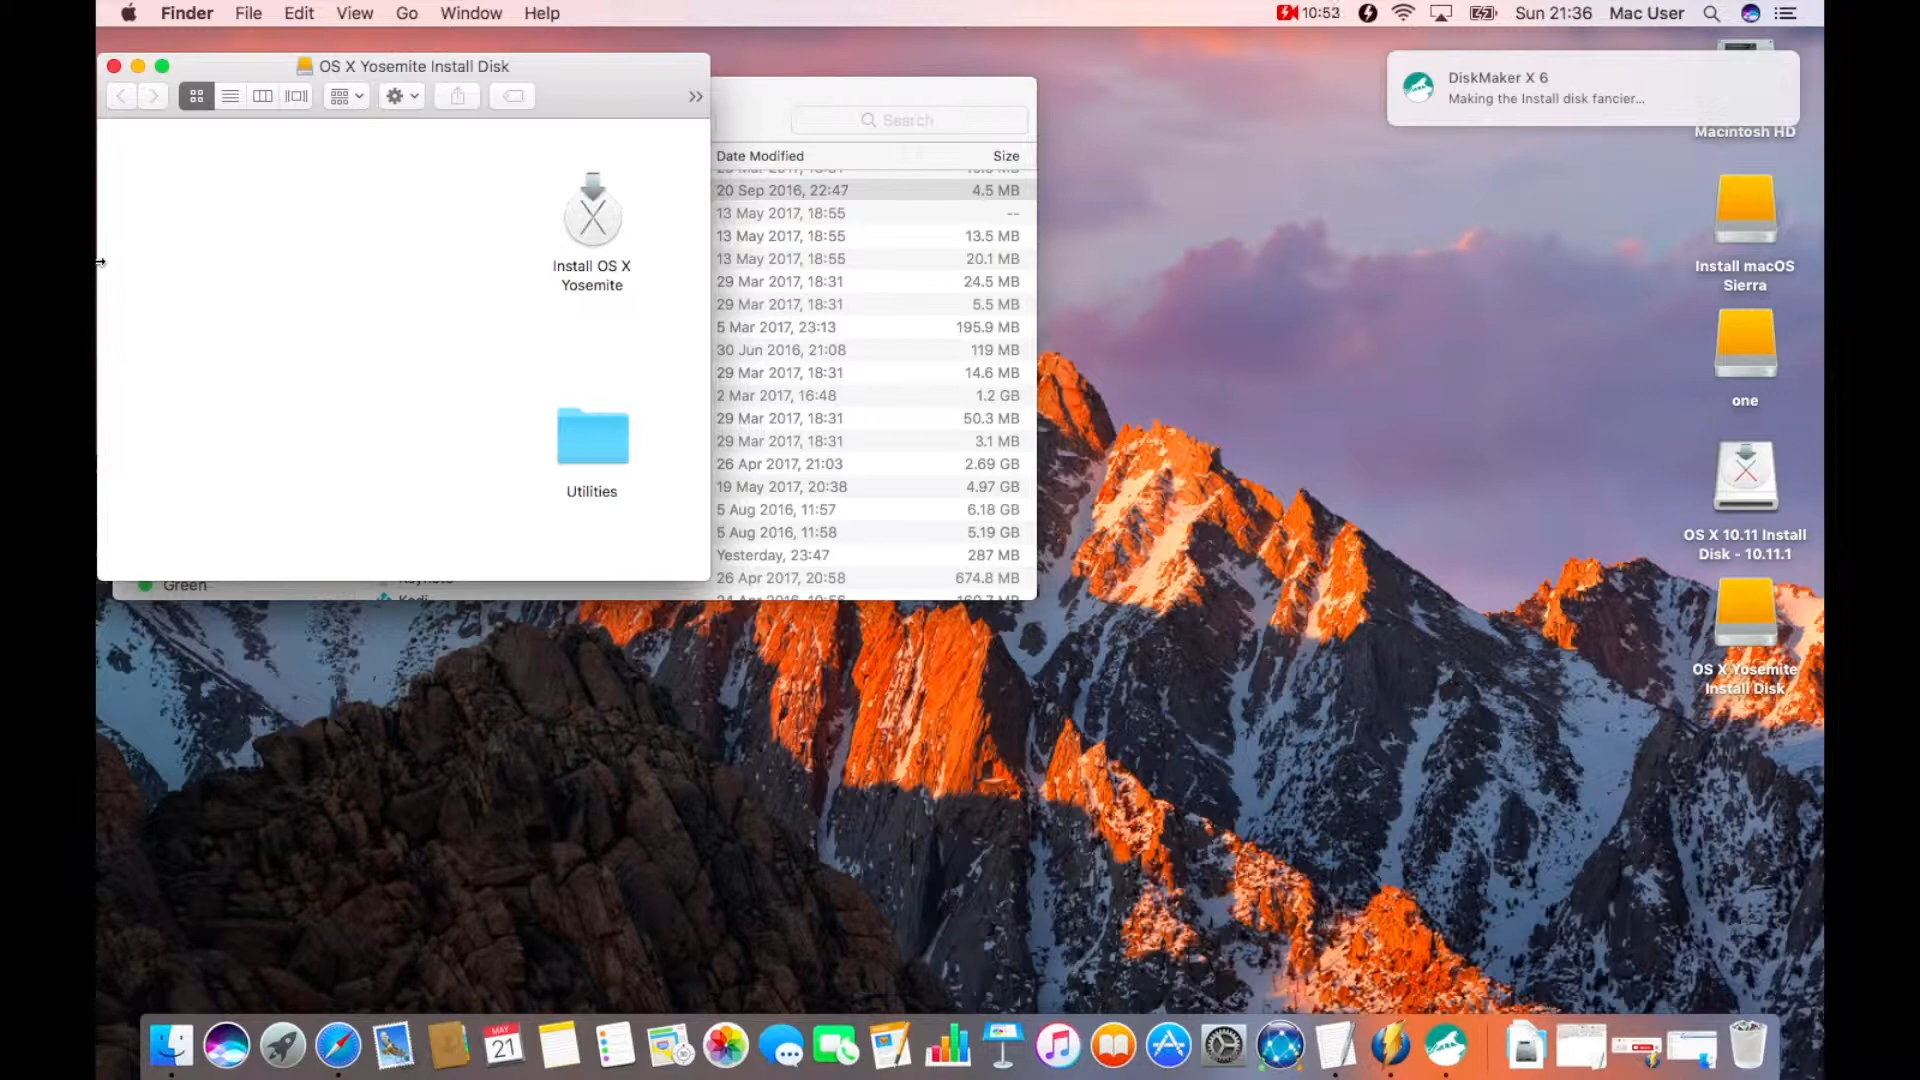 Finder File Edit View Go Window Help 10:53 Sun 21:36 Mac User
OS X Yosemite Install Disk
Install OS X
Yosemite
Utilities
Search
Date Modified Size
20 Sep 2016, 22:47 4.5 MB
13 May 2017, 18:55 --
13 May 2017, 18:55 13.5 MB
13 May 2017, 18:55 20.1 MB
29 Mar 2017, 18:31 24.5 MB
29 Mar 2017, 18:31 5.5 MB
5 Mar 2017, 23:13 195.9 MB
30 Jun 2016, 21:08 119 MB
29 Mar 2017, 18:31 14.6 MB
2 Mar 2017, 16:48 1.2 GB
29 Mar 2017, 18:31 50.3 MB
29 Mar 2017, 18:31 3.1 MB
26 Apr 2017, 21:03 2.69 GB
19 May 2017, 20:38 4.97 GB
5 Aug 2016, 11:57 6.18 GB
5 Aug 2016, 11:58 5.19 GB
Yesterday, 23:47 287 MB
26 Apr 2017, 20:58 674.8 MB
Green
DiskMaker X 6
Making the Install disk fancier...
Macintosh HD
Install macOS
Sierra
one
OS X 10.11 Install
Disk - 10.11.1
OS X Yosemite
Install Disk
MAY
21